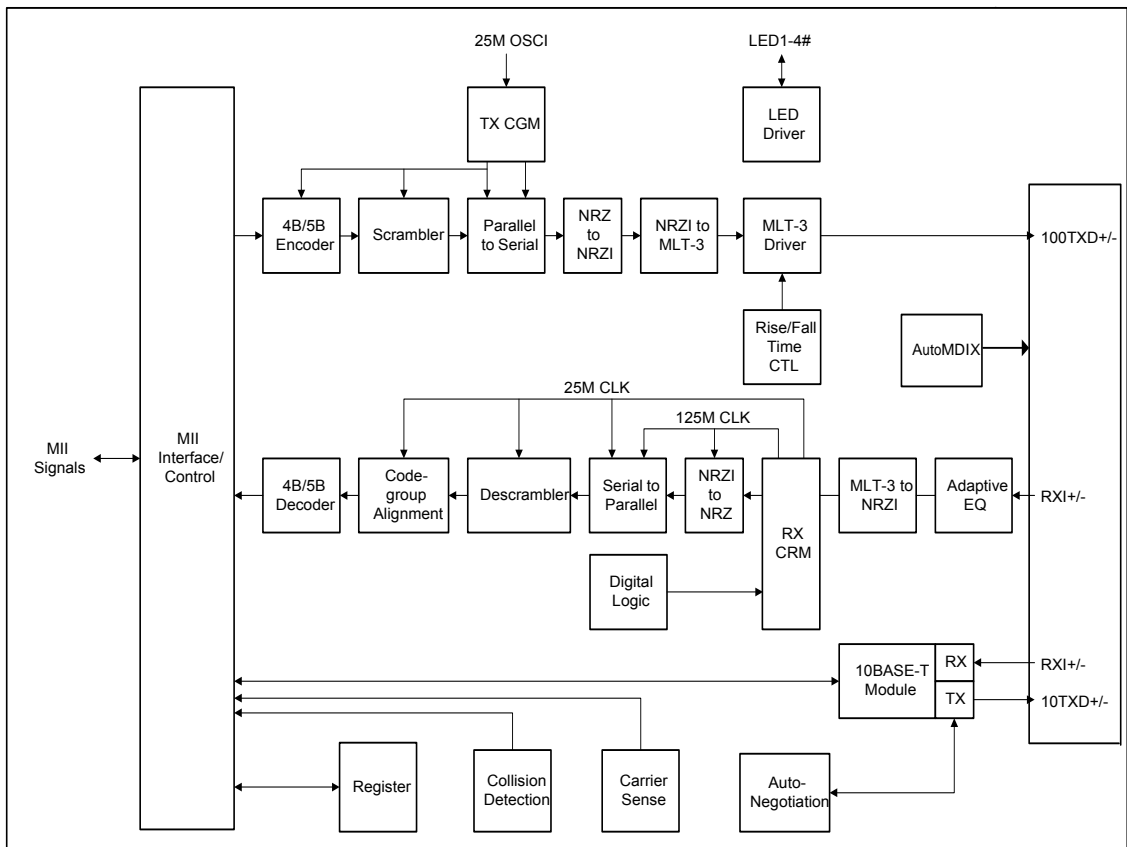 25M OSCI
LED1-4#
TX CGM
LED
Driver
4B/5B
Encoder
Scrambler
Parallel
to Serial
NRZ
to
NRZI
NRZI to
MLT-3
MLT-3
Driver
100TXD+/-
Rise/Fall
Time
CTL
AutoMDIX
25M CLK
125M CLK
MII
Signals
MII
Interface/
Control
4B/5B
Decoder
Code-
group
Alignment
Descrambler
Serial to
Parallel
NRZI
to
NRZ
RX
CRM
MLT-3 to
NRZI
Adaptive
EQ
RXI+/-
Digital
Logic
10BASE-T
Module
RX
TX
RXI+/-
10TXD+/-
Register
Collision
Detection
Carrier
Sense
Auto-
Negotiation